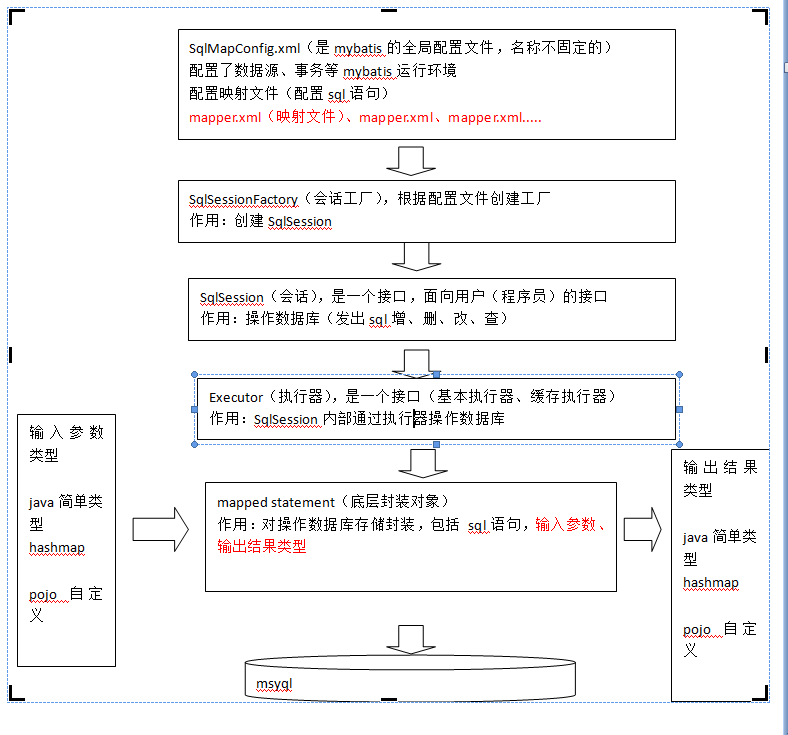 SqlMapConfig.xml（是 mybatis 的全局配置文件，名称不固定的）
配置了数据源、事务等 mybatis 运行环境
配置映射文件（配置 sql 语句）
mapper.xml（映射文件）、mapper.xml、mapper.xml.....
SqlSessionFactory（会话工厂），根据配置文件创建工厂
作用：创建 SqlSession
SqlSession（会话），是一个接口，面向用户（程序员）的接口
作用：操作数据库（发出 sql 增、删、改、查）
Executor（执行器），是一个接口（基本执行器、缓存执行器）
作用：SqlSession 内部通过执行器操作数据库
输入参数
类型
java 简单类
型
hashmap
pojo 自定
义
mapped statement（底层封装对象）
作用：对操作数据库存储封装，包括 sql 语句，输入参数、
输出结果类型
输出结果
类型
java 简单类
型
hashmap
pojo 自定
义
msyql